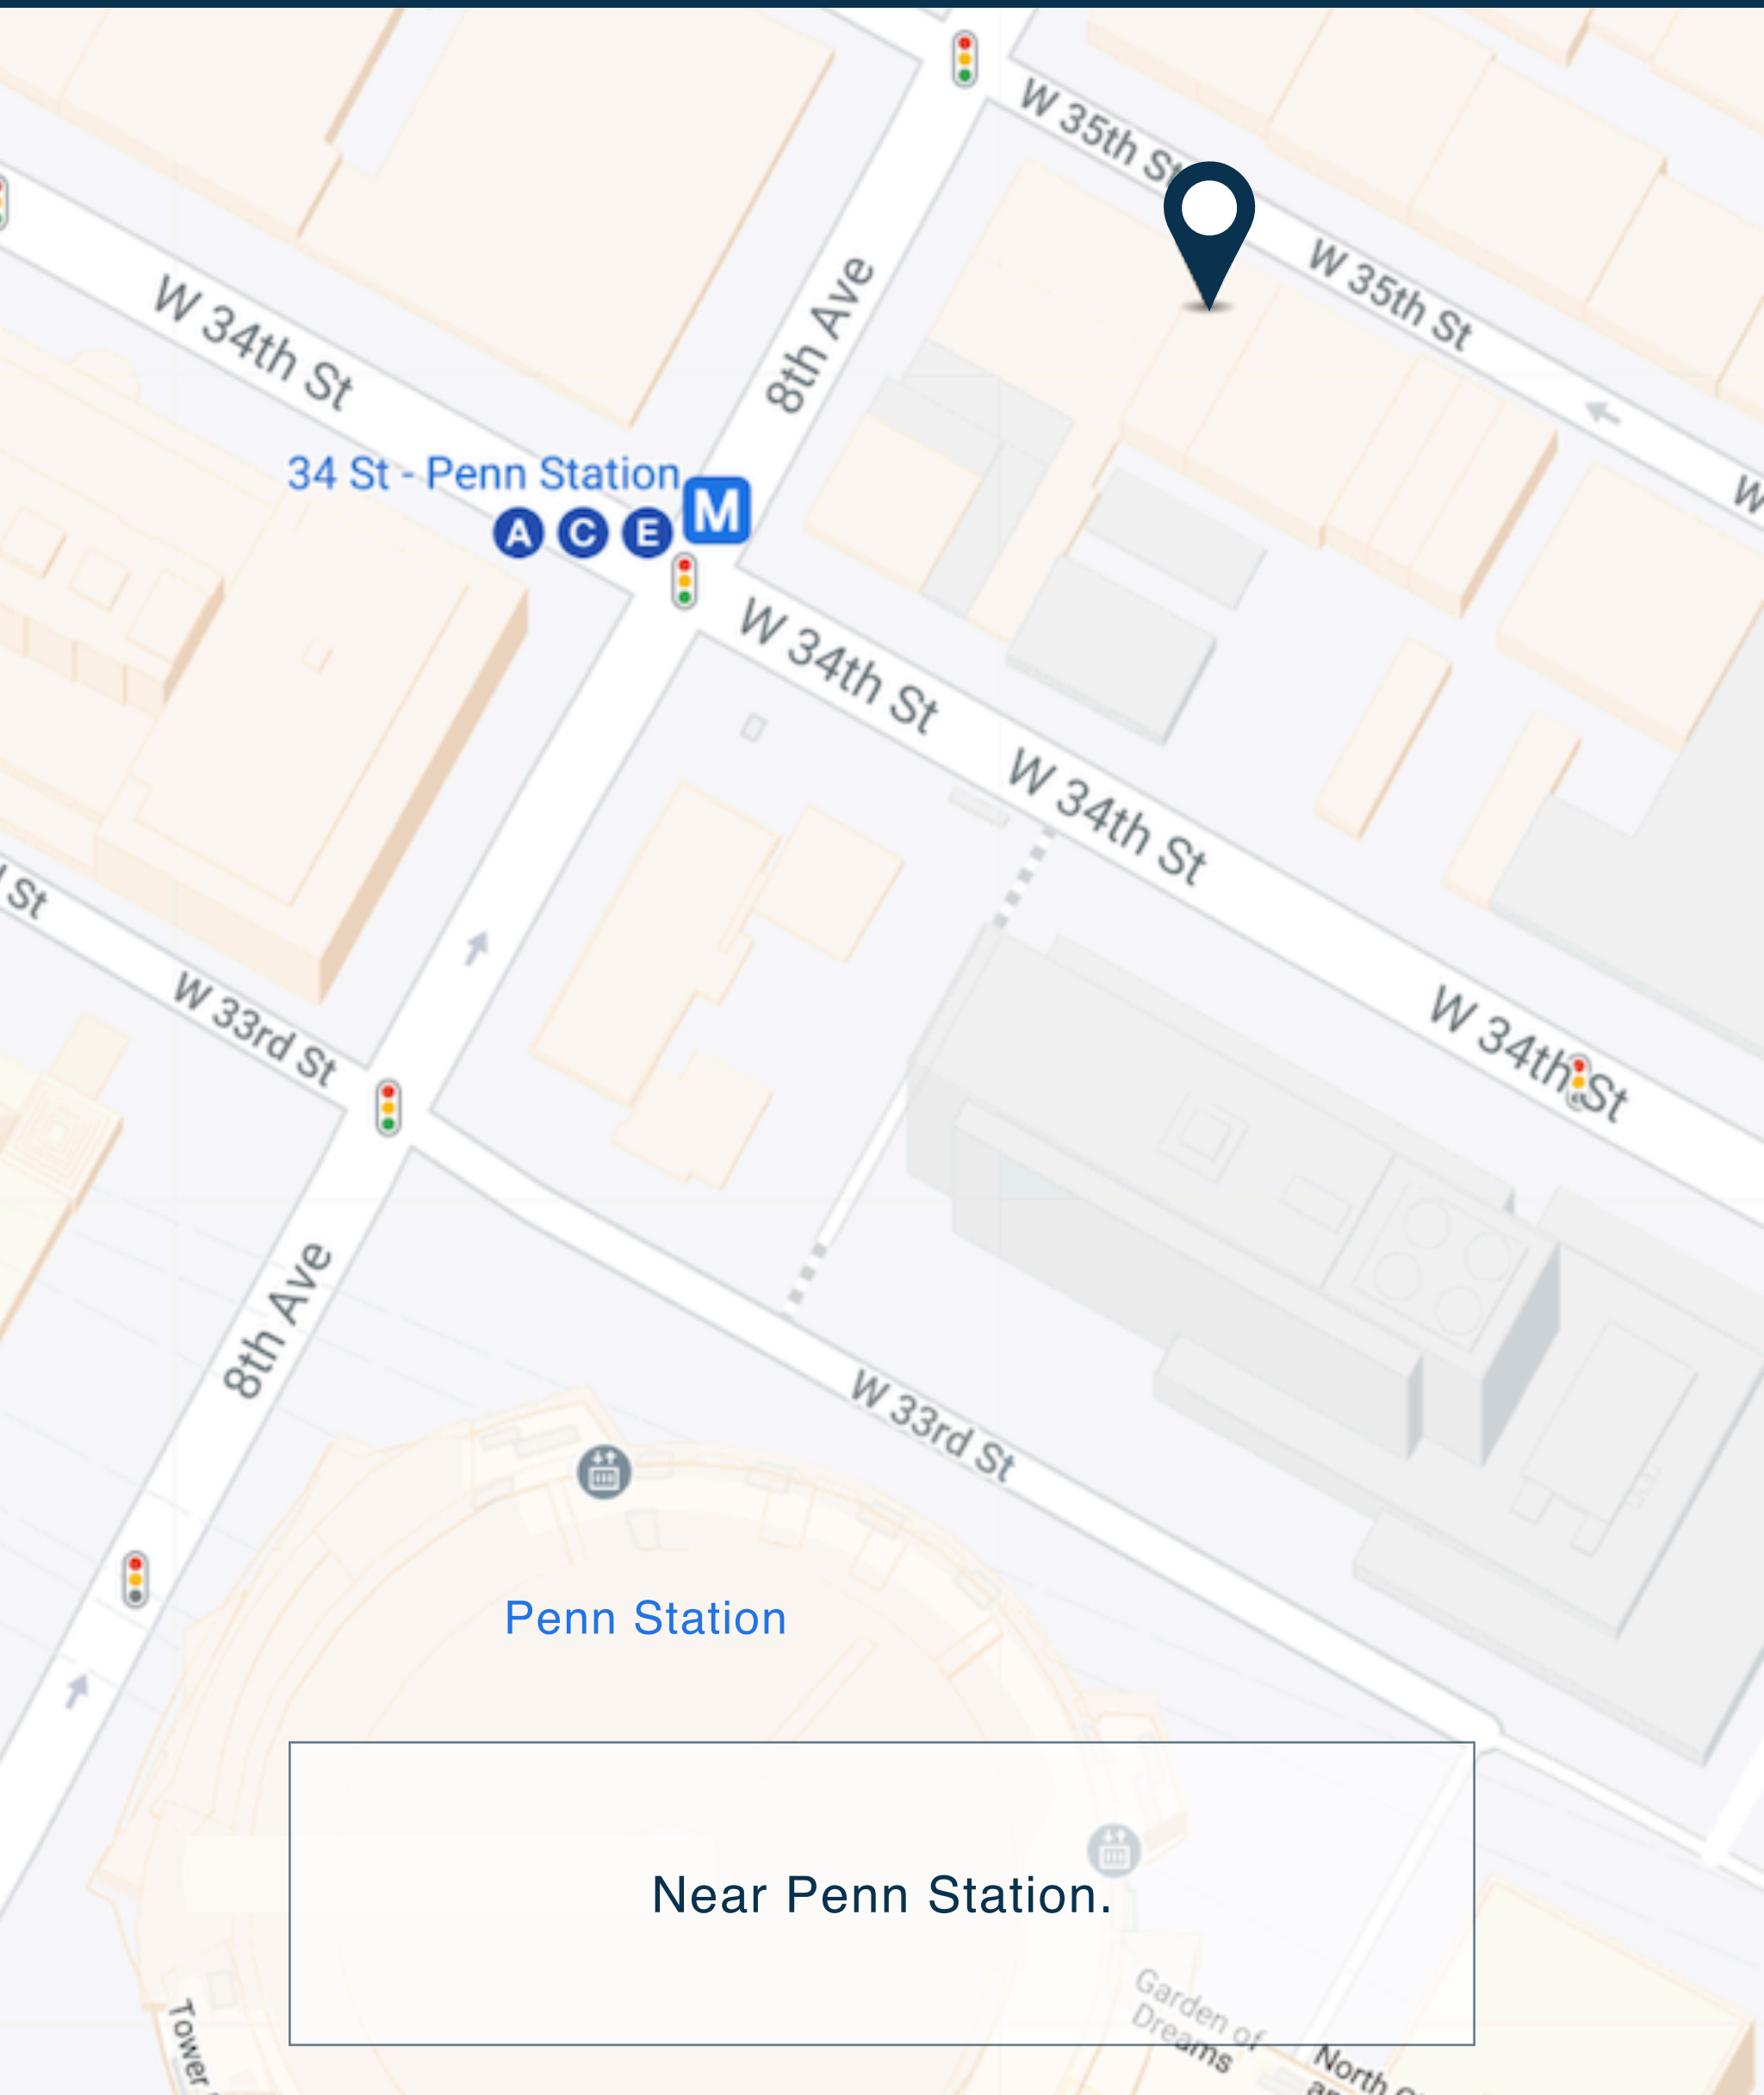 W 35th St
W 35th St
W
8th Ave
W 34th St
34 St - Penn Station
M
A C E
W 34th St
W 34th St
W 34th St
St
W 33rd St
8th Ave
W 33rd St
Penn Station
Near Penn Station.
Garden of
Dreams
North
Tower